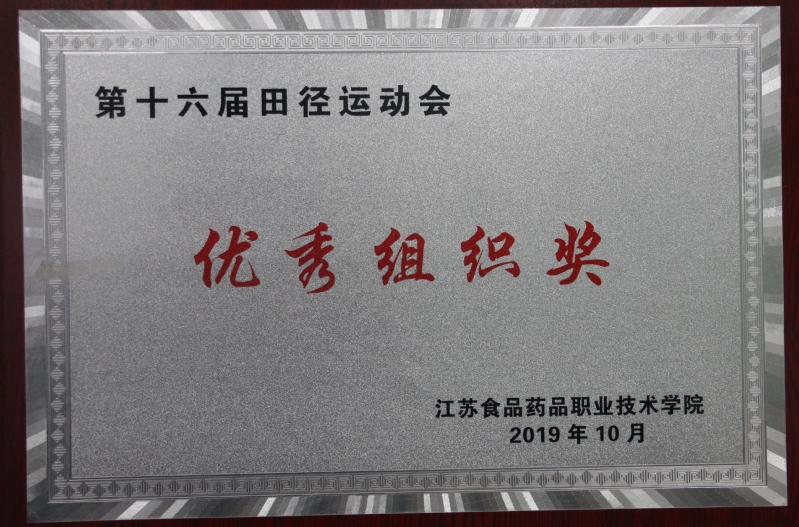 第十六届田径运动会
优秀组织奖
江苏食品药品职业技术学院
2019年10月